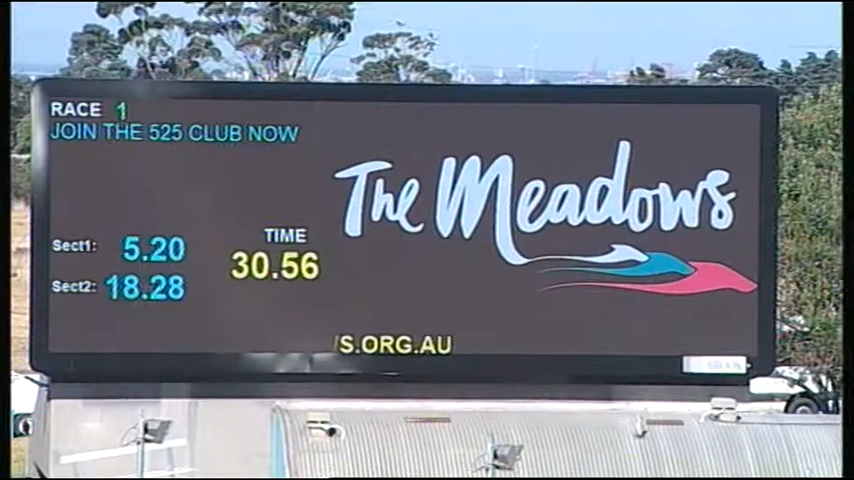 RACE 1
JOIN THE 525 CLUB NOW
The Meadows
Sect1: 5.20
TIME
Sect2: 18.28
30.56
S.ORG.AU